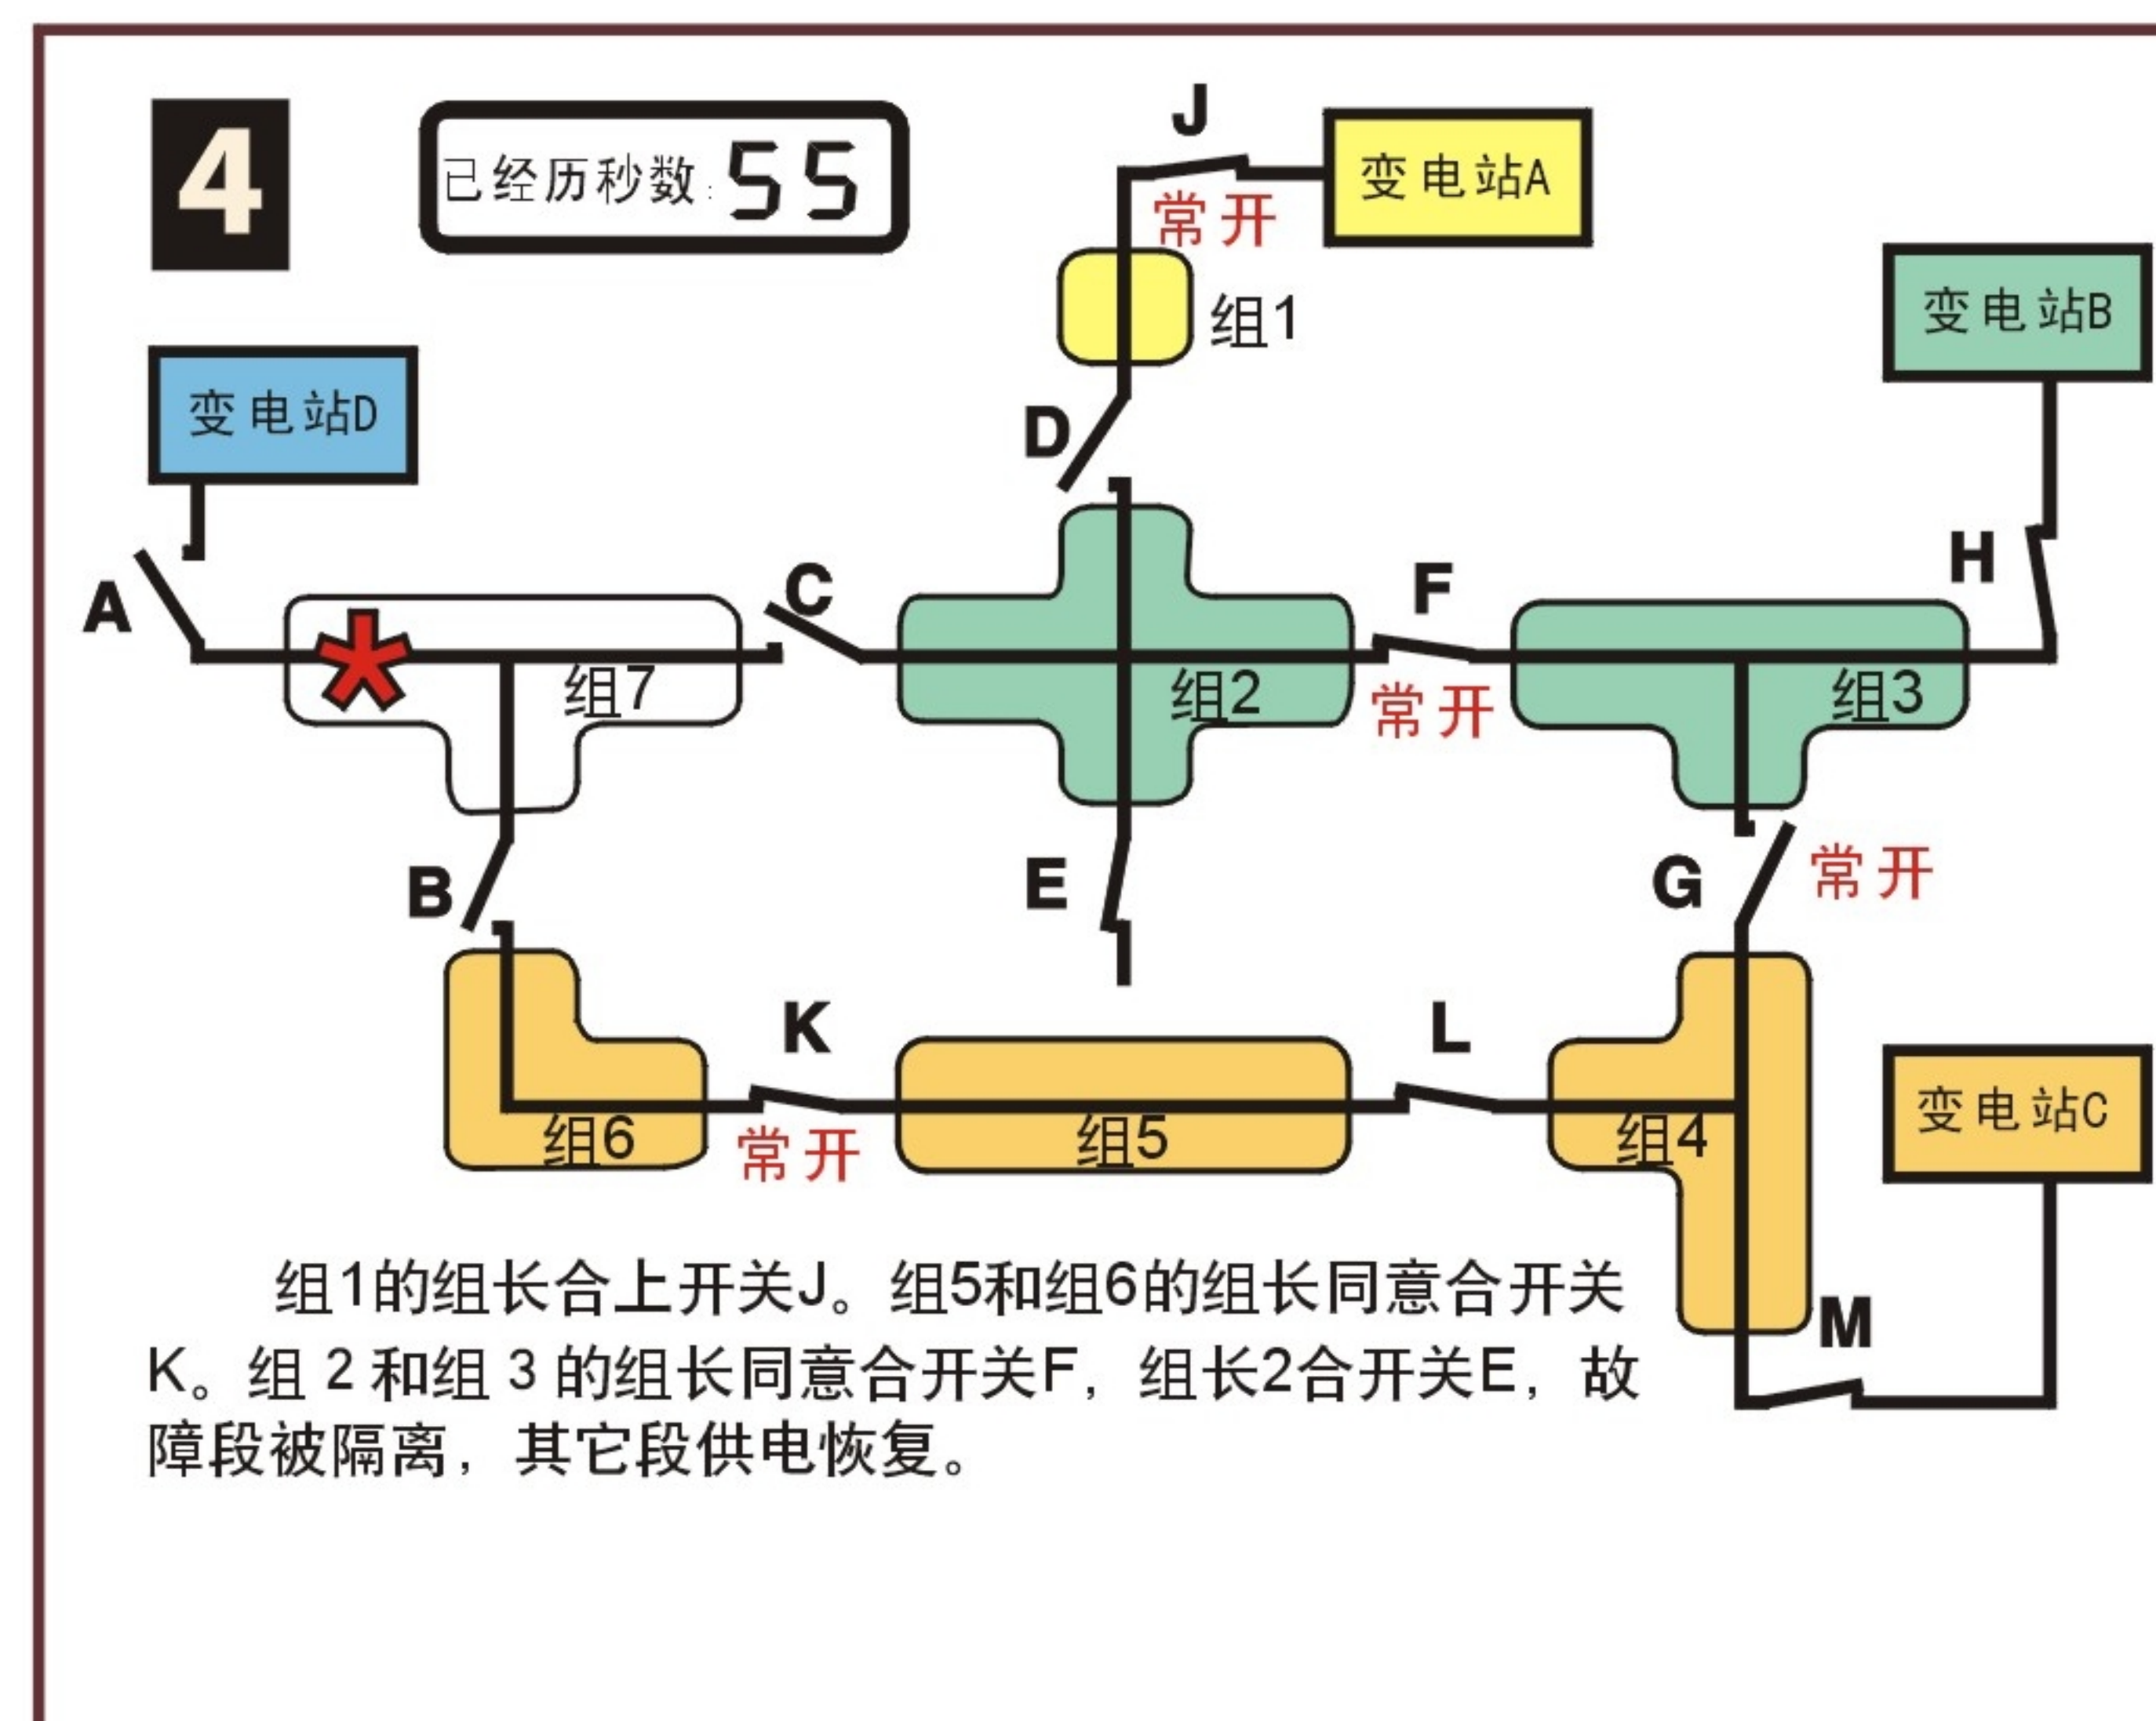 4
已经历秒数: 55
J
变电站A
常开
组1
变电站B
变电站D
D
A
C
F
H
组7
组2
常开
组3
B
E
G
常开
K
L
变电站C
组6
常开
组5
组4
M
组1的组长合上开关J。组5和组6的组长同意合开关
K。组 2 和组 3 的组长同意合开关F，组长2合开关E，故
障段被隔离，其它段供电恢复。